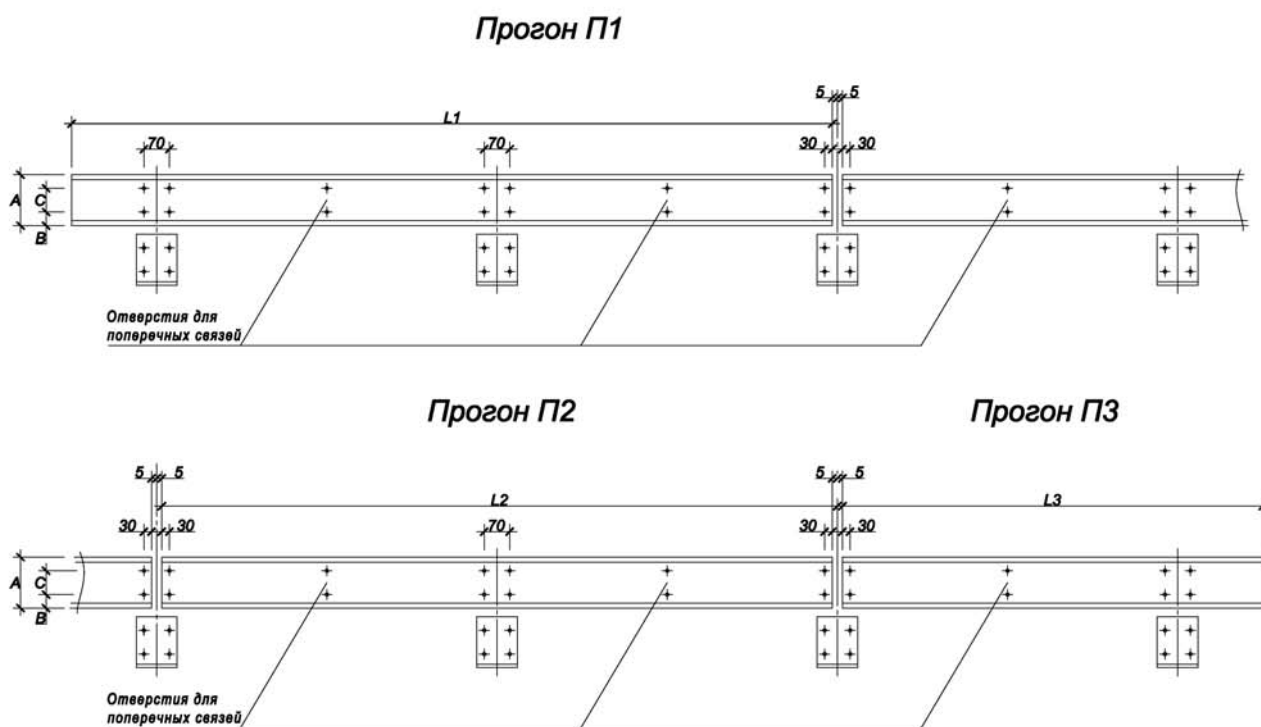 Прогон П1
5 5
L1
70 70 30 30
A C B
Отверстия для
поперечных связей
Прогон П2 Прогон П3
5 5 5 5
L2 L3
30 30 70 30 30
A C B
Отверстия для
поперечных связей